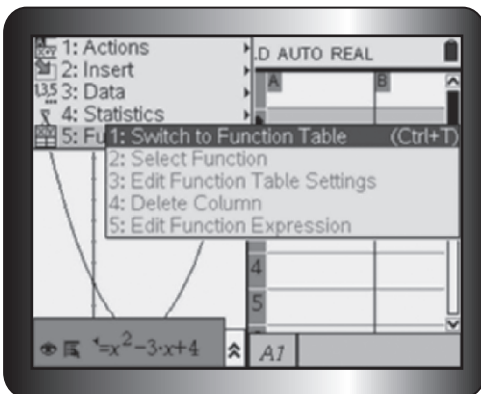 1: Actions
2: Insert
3: Data
4: Statistics
5: Fu
.D AUTO REAL
A B
1: Switch to Function Table (Ctrl+T)
2: Select Function
3: Edit Function Table Settings
4: Delete Column
5: Edit Function Expression
4
5
=x²-3·x+4
A1